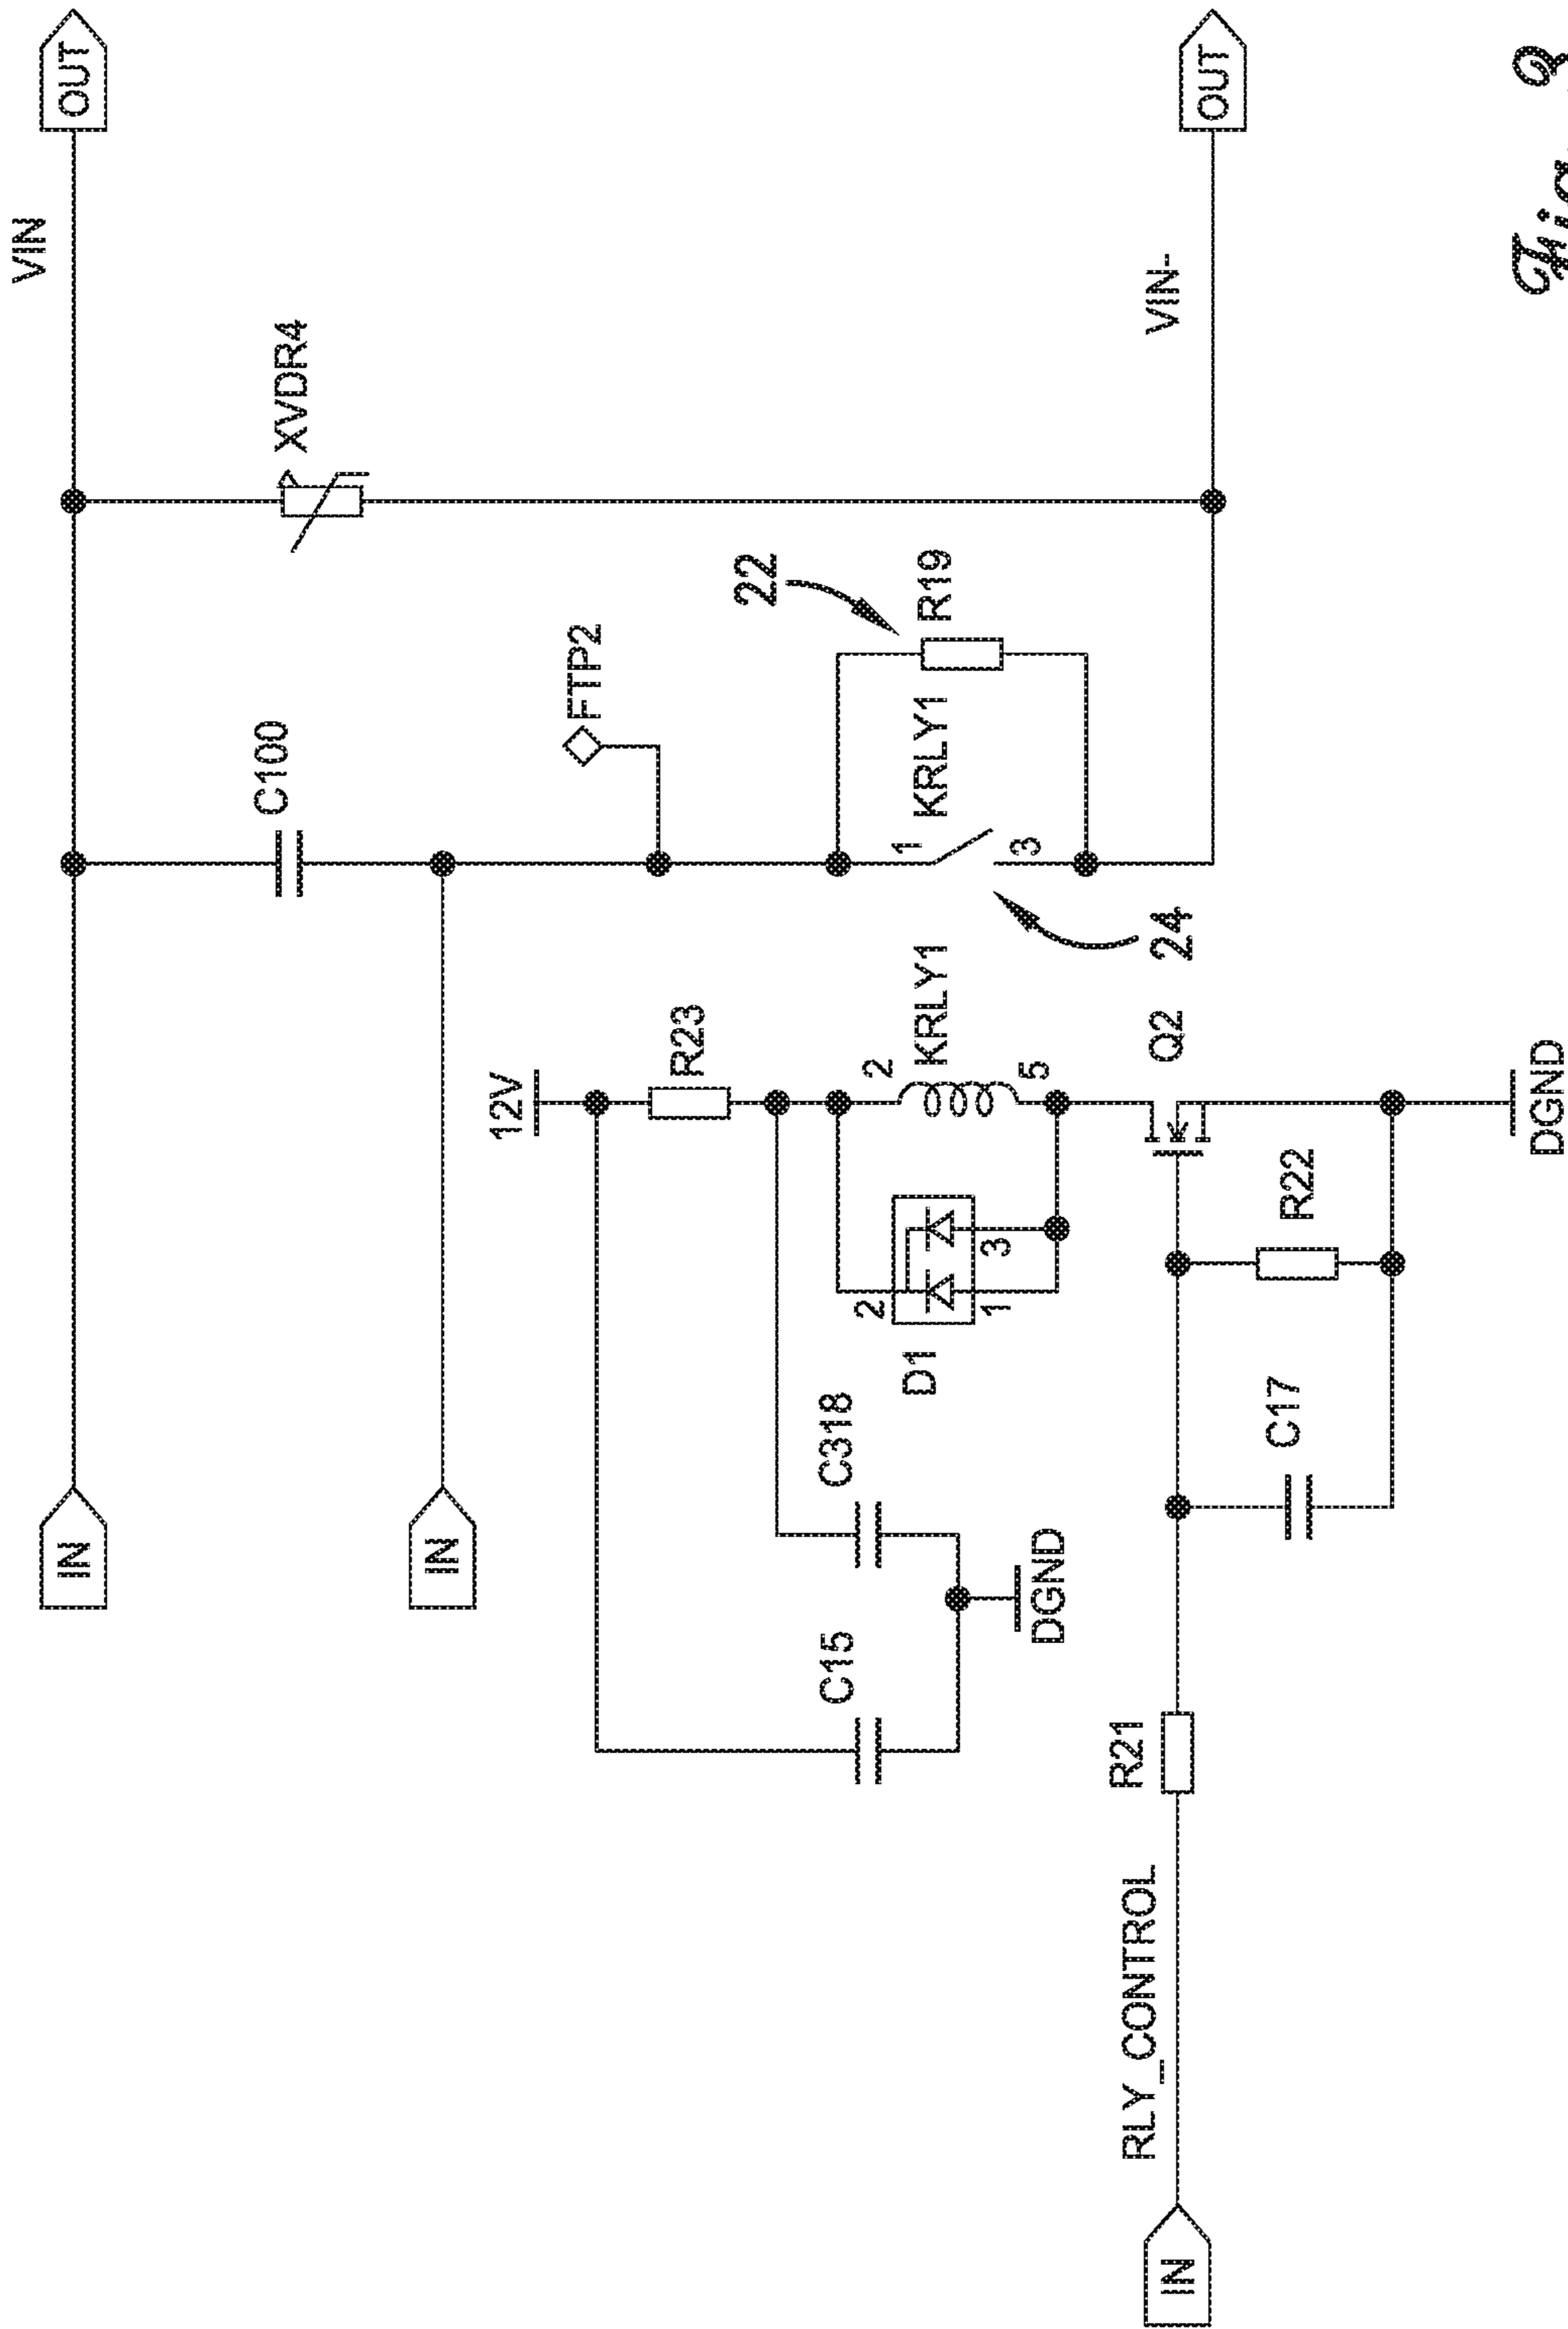 VIN
IN
OUT
C100
XVDR4
IN
12V
FTP2
R23
22
C15
C318
2
2
1
D1
KRLY1
KRLY1
R19
1
3
5
3
DGND
RLY_CONTROL
R21
Q2
24
VIN-
IN
OUT
C17
R22
DGND
Fig.